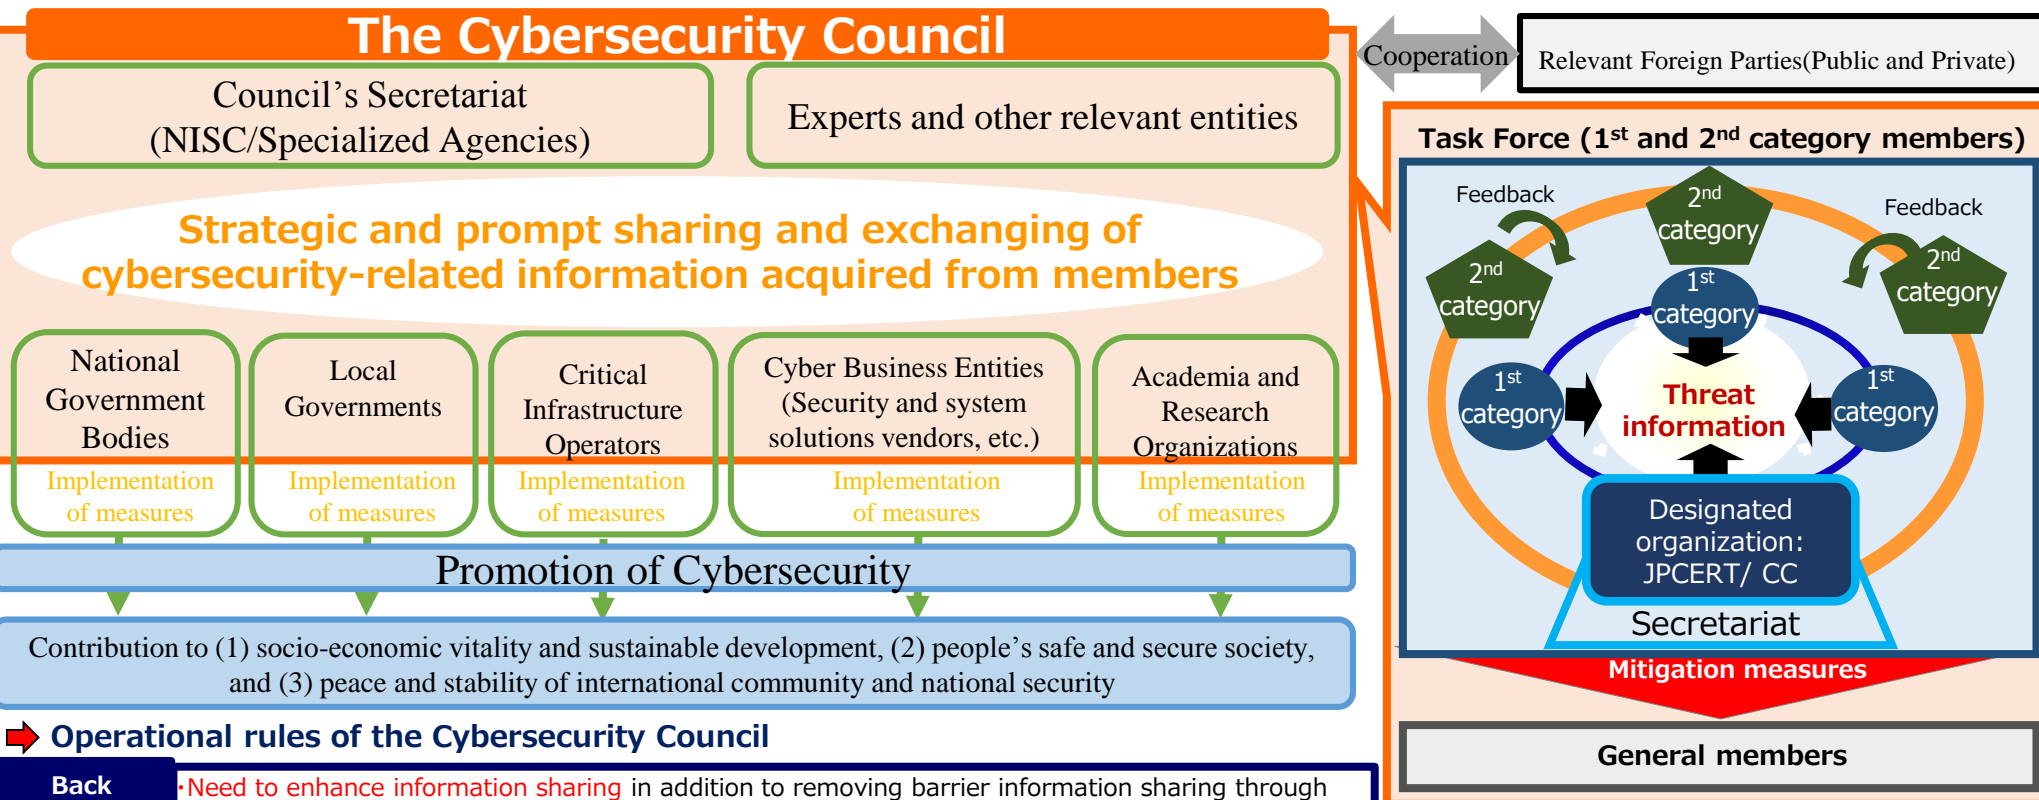 The Cybersecurity Council
Council’s Secretariat
(NISC/Specialized Agencies)
Experts and other relevant entities
Strategic and prompt sharing and exchanging of
cybersecurity-related information acquired from members
National
Government
Bodies
Implementation
of measures
Local
Governments
Implementation
of measures
Critical
Infrastructure
Operators
Implementation
of measures
Cyber Business Entities
(Security and system
solutions vendors, etc.)
Implementation
of measures
Academia and
Research
Organizations
Implementation
of measures
Promotion of Cybersecurity
Contribution to (1) socio-economic vitality and sustainable development, (2) people’s safe and secure society,
and (3) peace and stability of international community and national security
Cooperation
Relevant Foreign Parties(Public and Private)
Task Force (1st and 2nd category members)
Feedback
2nd
category
Feedback
2nd
category
2nd
category
1st
category
1st
category
Threat
information
1st
category
Designated
organization:
JPCERT/ CC
Secretariat
Mitigation measures
General members
Operational rules of the Cybersecurity Council
Back
・Need to enhance information sharing in addition to removing barrier information sharing through